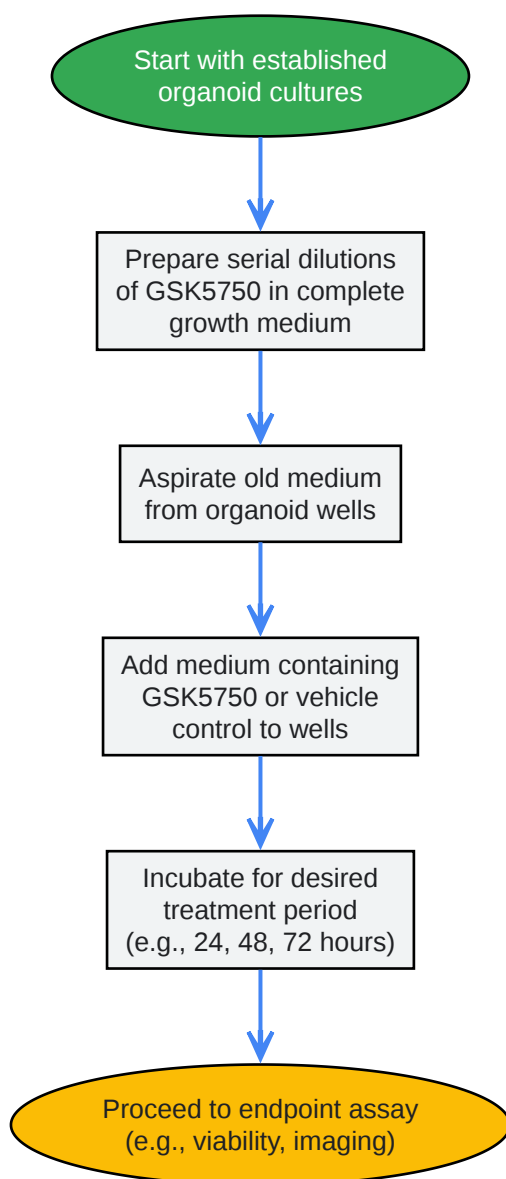 Start with established
organoid cultures
Prepare serial dilutions
of GSK5750 in complete
growth medium
Aspirate old medium
from organoid wells
Add medium containing
GSK5750 or vehicle
control to wells
Incubate for desired
treatment period
(e.g., 24, 48, 72 hours)
Proceed to endpoint assay
(e.g., viability, imaging)